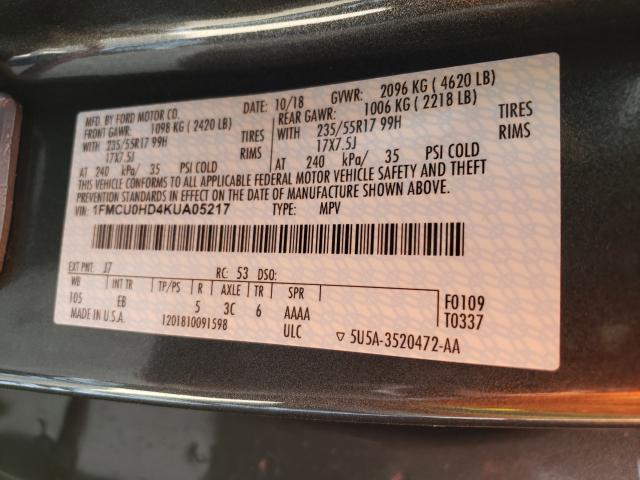 MFD. BY FORD MOTOR CO.
DATE: 10/18 GVWR: 2096 KG ( 4620 LB)
FRONT GAWR: 1098 KG ( 2420 LB)
REAR GAWR: 1006 KG ( 2218 LB)
WITH 235/55R17 99H TIRES
WITH 235/55R17 99H TIRES
17X7.5J RIMS
17X7.5J RIMS
AT 240 kPa/ 35 PSI COLD
AT 240 kPa/ 35 PSI COLD
THIS VEHICLE CONFORMS TO ALL APPLICABLE FEDERAL MOTOR VEHICLE SAFETY AND THEFT
PREVENTION STANDARDS IN EFFECT ON THE DATE OF MANUFACTURE SHOWN ABOVE.
VIN: 1FMCU0HD4KUA05217 TYPE: MPV
EXT PNT: J7 RC: 53 DSO:
WB INT TR TP/PS R AXLE TR SPR
105 EB 5 3C 6 AAAA F0109
MADE IN U.S.A. 1201810091598 ULC T0337
▽ 5U5A-3520472-AA